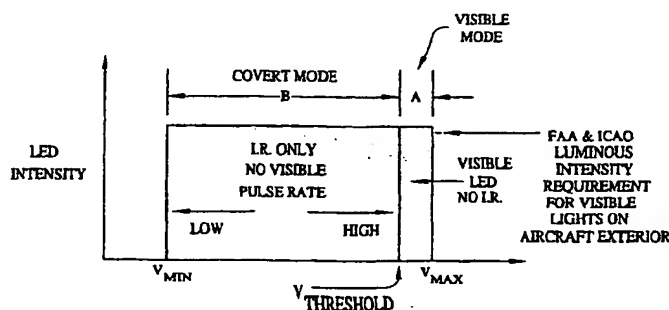 VISIBLE
MODE
COVERT MODE
B
A
LED
INTENSITY
I.R. ONLY
NO VISIBLE
PULSE RATE
LOW
HIGH
VISIBLE
LED
NO I.R.
FAA & ICAO
LUMINOUS
INTENSITY
REQUIREMENT
FOR VISIBLE
LIGHTS ON
AIRCRAFT EXTERIOR
VMIN
VTHRESHOLD
VMAX